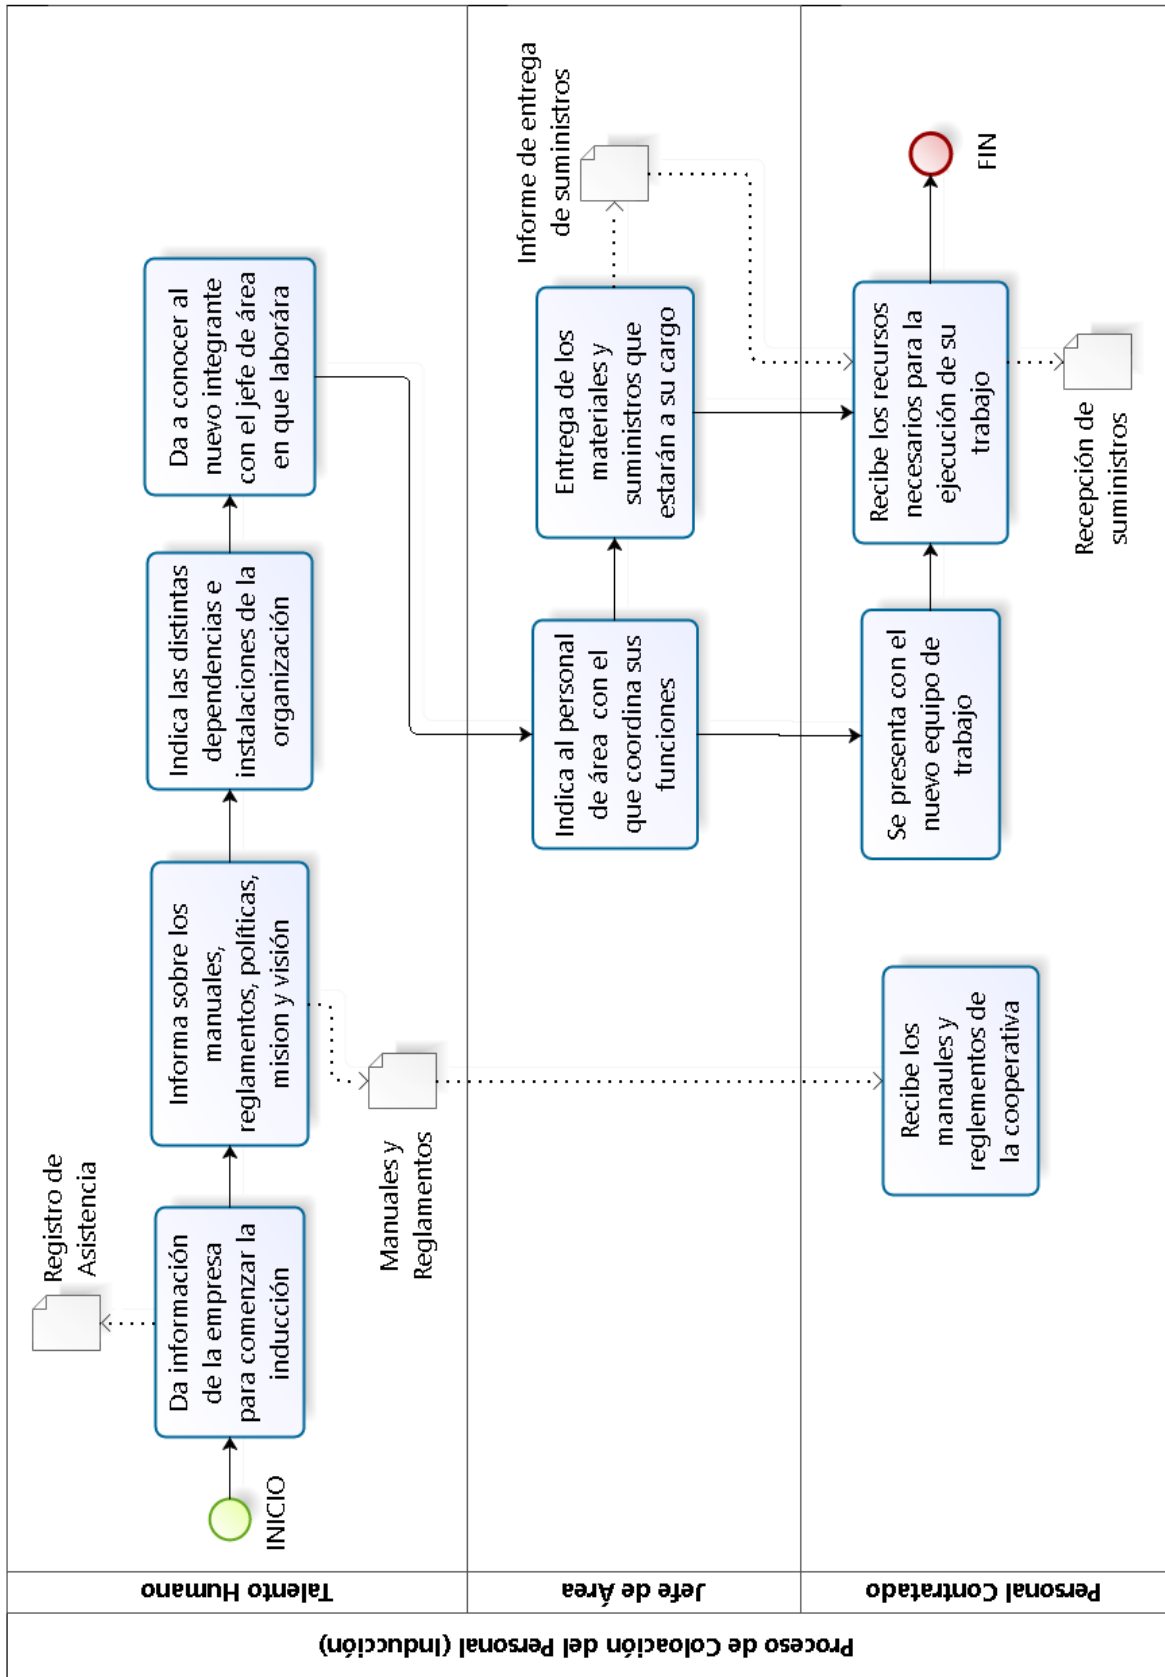 Proceso de Coloación del Personal (Inducción)
Talento Humano
INICIO
Da información
de la empresa
para comenzar la
inducción
Registro de
Asistencia
Informa sobre los
manuales,
reglamentos, políticas,
mision y visión
Manuales y
Reglamentos
Indica las distintas
dependencias e
instalaciones de la
organización
Da a conocer al
nuevo integrante
con el jefe de área
en que laborára
Jefe de Área
Indica al personal
de área con el
que coordina sus
funciones
Entrega de los
materiales y
suministros que
estarán a su cargo
Informe de entrega
de suministros
Personal Contratado
Recibe los
manaules y
reglementos de
la cooperativa
Se presenta con el
nuevo equipo de
trabajo
Recibe los recursos
necesarios para la
ejecución de su
trabajo
Recepción de
suministros
FIN